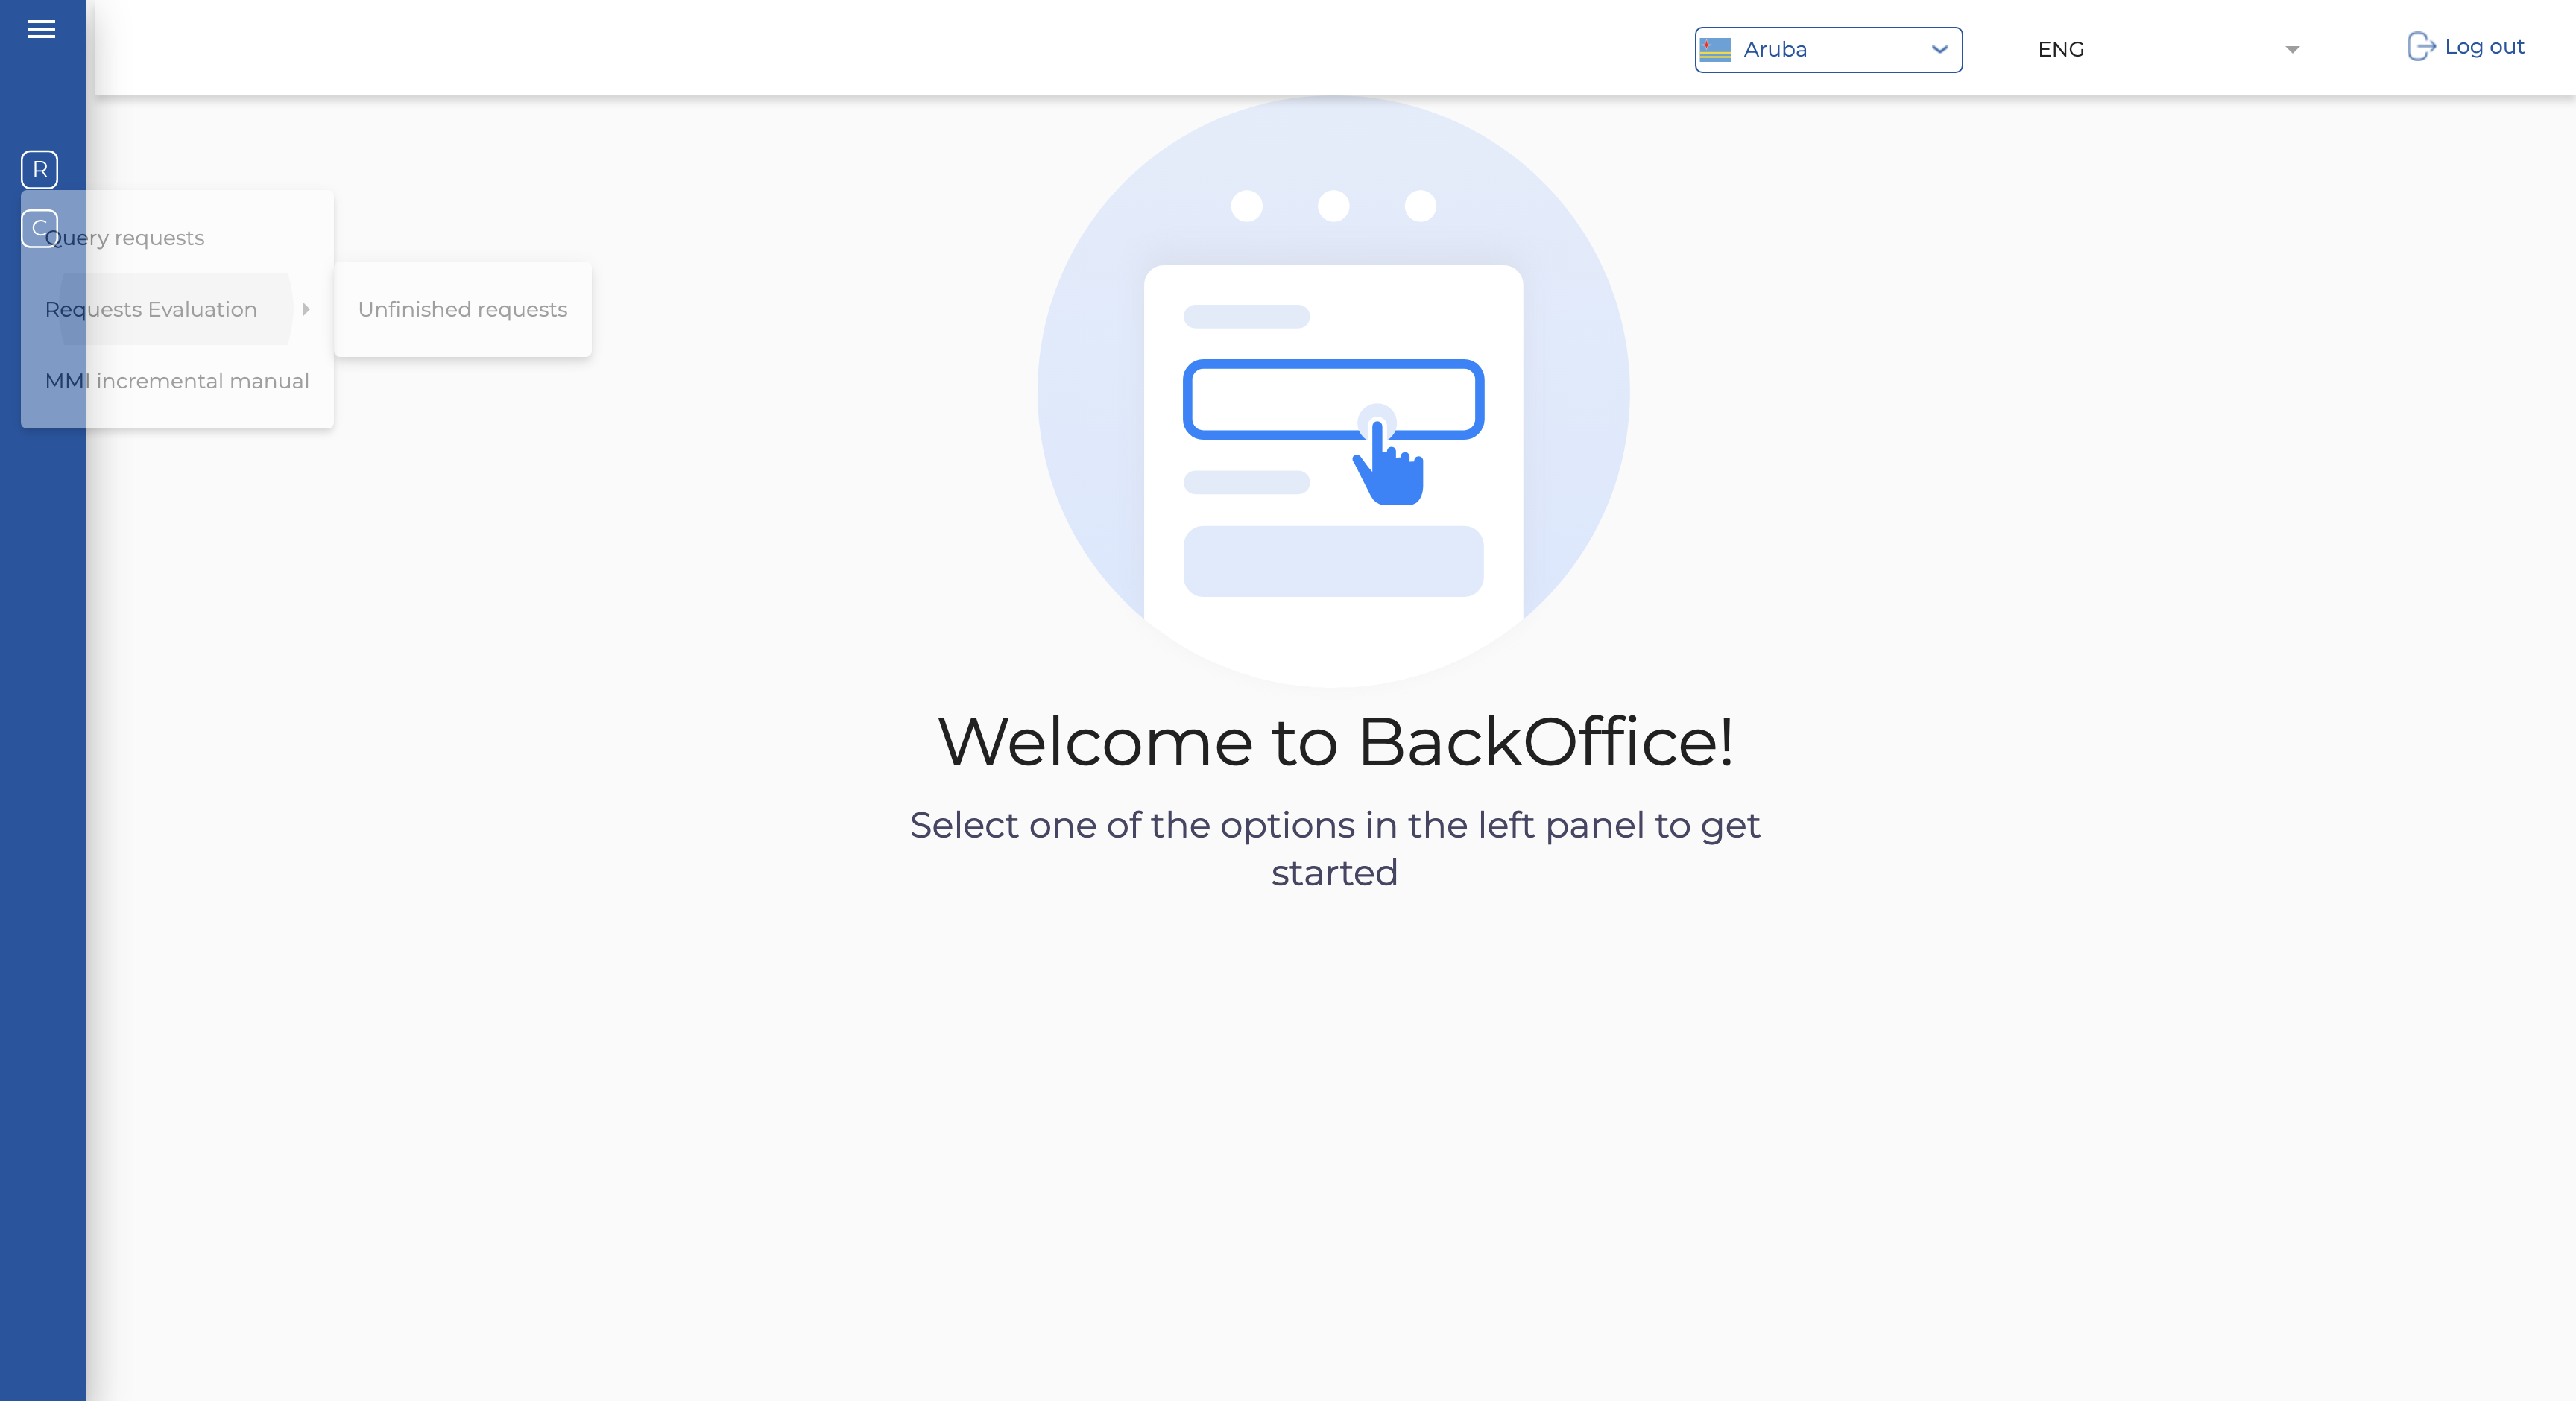 Aruba
ENG
Log out
R
C
Query requests
Requests Evaluation
Unfinished requests
MMI incremental manual
Welcome to BackOffice!
Select one of the options in the left panel to get
started